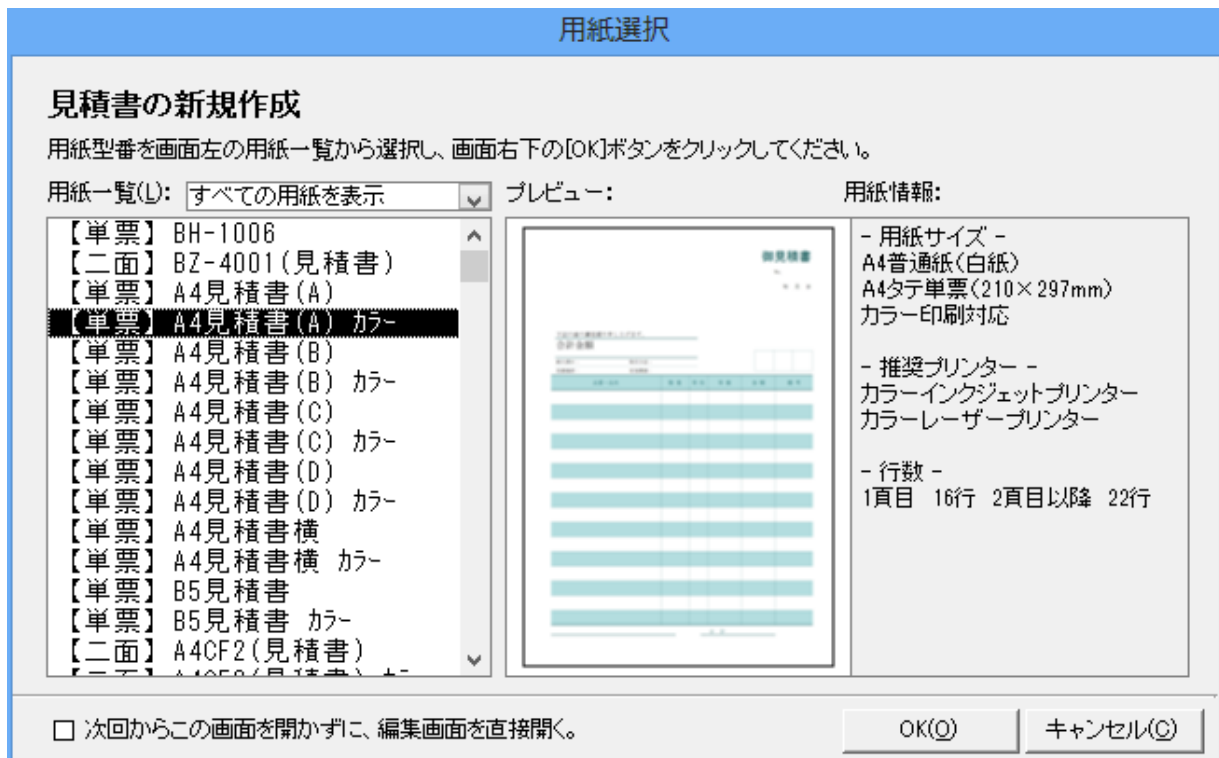 用紙選択
見積書の新規作成
用紙型番を画面左の用紙一覧から選択し、画面右下の[OK]ボタンをクリックしてください。
用紙一覧(L): すべての用紙を表示
【単票】 BH-1006
【二面】 BZ-4001(見積書)
【単票】 A4見積書(A)
【単票】 A4見積書(A) カラー
【単票】 A4見積書(B)
【単票】 A4見積書(B) カラー
【単票】 A4見積書(C)
【単票】 A4見積書(C) カラー
【単票】 A4見積書(D)
【単票】 A4見積書(D) カラー
【単票】 A4見積書横
【単票】 A4見積書横 カラー
【単票】 B5見積書
【単票】 B5見積書 カラー
【二面】 A4CF2(見積書)
プレビュー:
御見積書
合計金額
用紙情報:
- 用紙サイズ -
A4普通紙(白紙)
A4タテ単票(210×297mm)
カラー印刷対応
- 推奨プリンター -
カラーインクジェットプリンター
カラーレーザープリンター
- 行数 -
1頁目 16行 2頁目以降 22行
次回からこの画面を開かずに、編集画面を直接開く。
OK(O)
キャンセル(C)